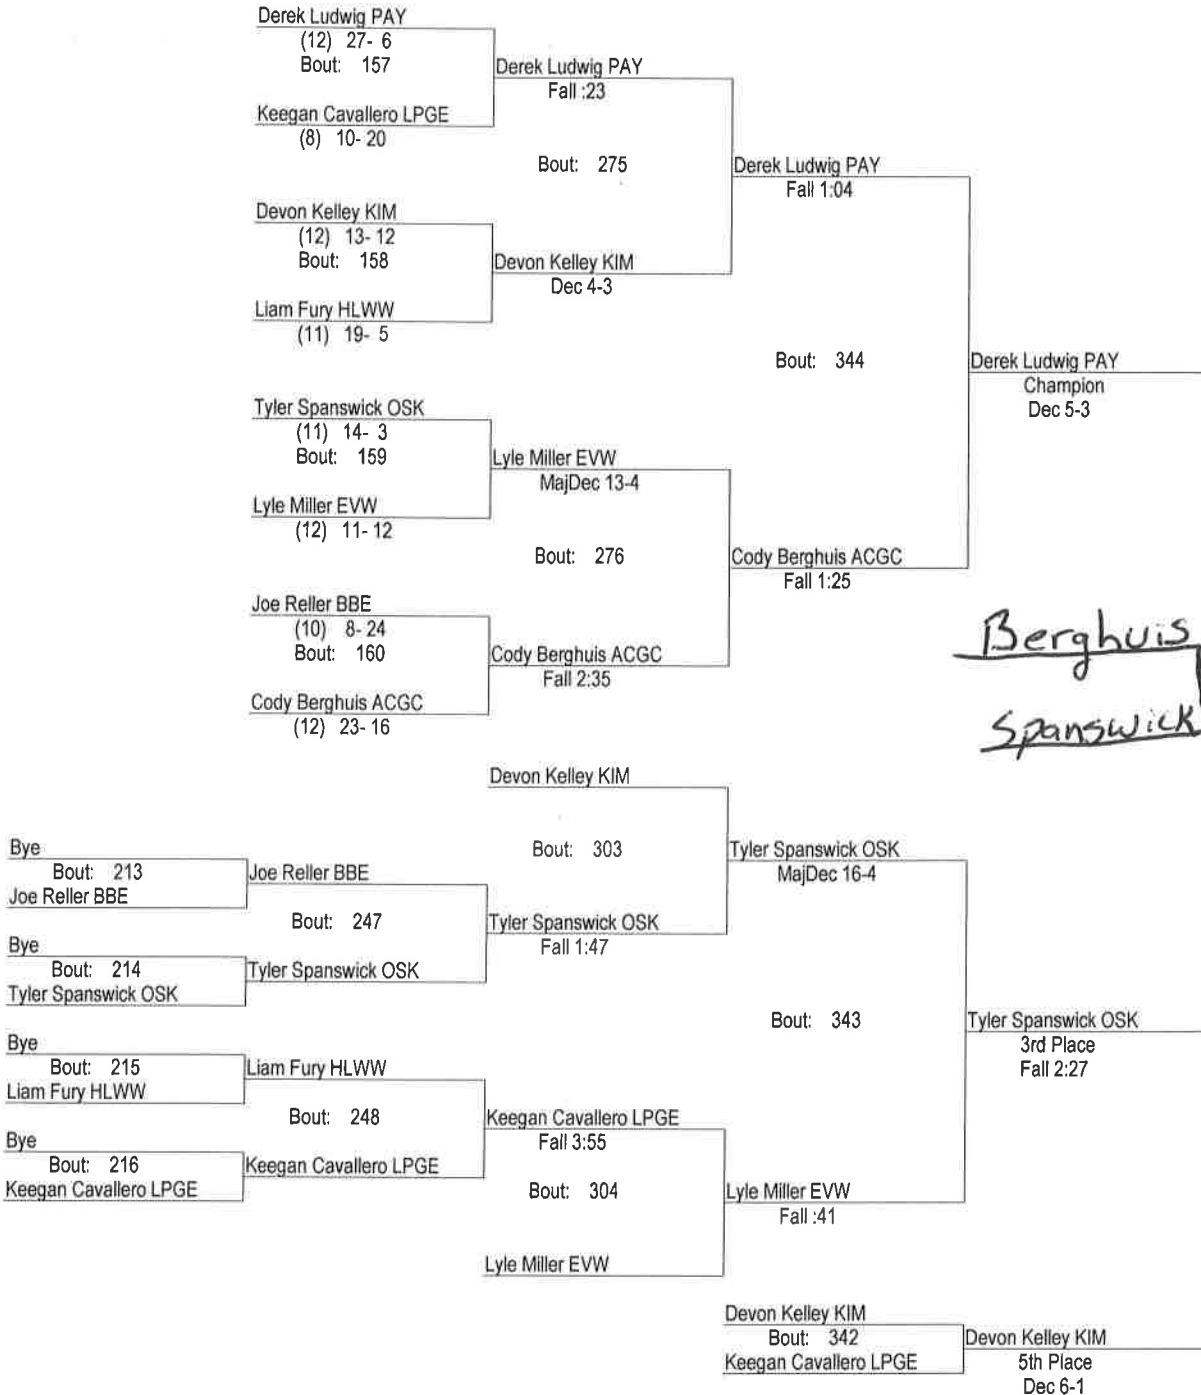 Derek Ludwig PAY
(12) 27- 6
Bout: 157
Keegan Cavallero LPGE
(8) 10- 20
Derek Ludwig PAY
Fall :23
Bout: 275
Devon Kelley KIM
(12) 13- 12
Bout: 158
Liam Fury HLWW
(11) 19- 5
Devon Kelley KIM
Dec 4-3
Derek Ludwig PAY
Fall 1:04
Bout: 344
Tyler Spanswick OSK
(11) 14- 3
Bout: 159
Lyle Miller EVW
(12) 11- 12
Lyle Miller EVW
MajDec 13-4
Bout: 276
Joe Reller BBE
(10) 8- 24
Bout: 160
Cody Berghuis ACGC
(12) 23- 16
Cody Berghuis ACGC
Fall 2:35
Cody Berghuis ACGC
Fall 1:25
Derek Ludwig PAY
Champion
Dec 5-3
Berghuis
Spanswick
Devon Kelley KIM
Bout: 303
Bye
Bout: 213
Joe Reller BBE
Joe Reller BBE
Bout: 247
Bye
Bout: 214
Tyler Spanswick OSK
Tyler Spanswick OSK
Tyler Spanswick OSK
Fall 1:47
Tyler Spanswick OSK
MajDec 16-4
Bout: 343
Bye
Bout: 215
Liam Fury HLWW
Liam Fury HLWW
Bout: 248
Bye
Bout: 216
Keegan Cavallero LPGE
Keegan Cavallero LPGE
Keegan Cavallero LPGE
Fall 3:55
Bout: 304
Lyle Miller EVW
Lyle Miller EVW
Fall :41
Tyler Spanswick OSK
3rd Place
Fall 2:27
Devon Kelley KIM
Bout: 342
Keegan Cavallero LPGE
Devon Kelley KIM
5th Place
Dec 6-1